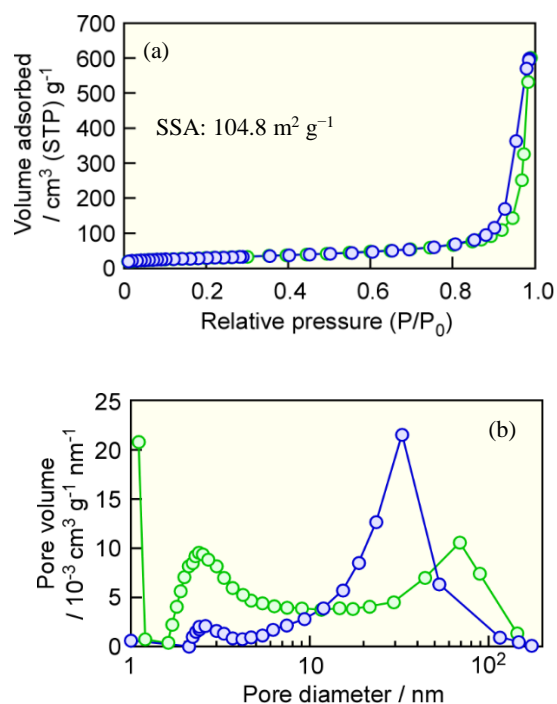 (a)
SSA: 104.8 m² g⁻¹
Volume adsorbed
/ cm³ (STP) g⁻¹
700
600
500
400
300
200
100
0
0 0.2 0.4 0.6 0.8 1.0
Relative pressure (P/P₀)
(b)
Pore volume
/ 10⁻³ cm³ g⁻¹ nm⁻¹
25
20
15
10
5
0
1 10 10²
Pore diameter / nm